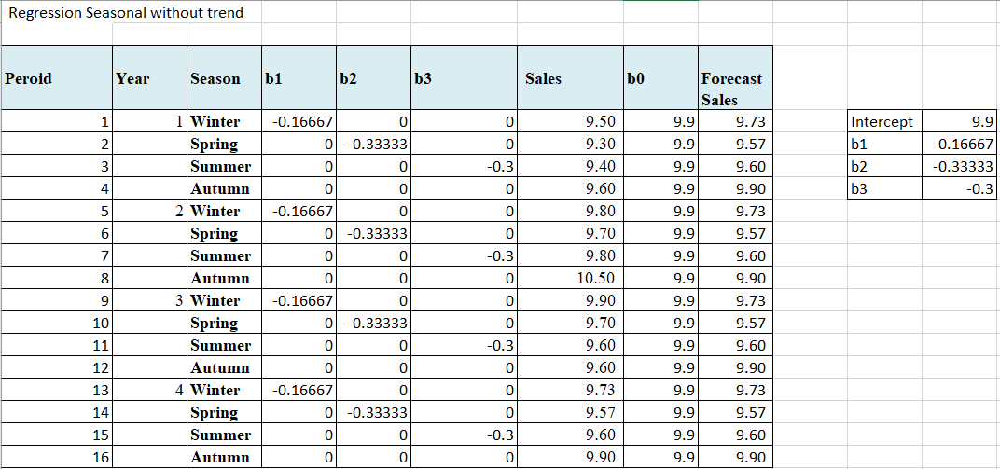 Regression Seasonal without trend
Peroid Year Season b1 b2 b3 Sales b0 Forecast Sales
1 1 Winter -0.16667 0 0 9.50 9.9 9.73 Intercept 9.9
2 Spring 0 -0.33333 0 9.30 9.9 9.57 b1 -0.16667
3 Summer 0 0 -0.3 9.40 9.9 9.60 b2 -0.33333
4 Autumn 0 0 0 9.60 9.9 9.90 b3 -0.3
5 2 Winter -0.16667 0 0 9.80 9.9 9.73
6 Spring 0 -0.33333 0 9.70 9.9 9.57
7 Summer 0 0 -0.3 9.80 9.9 9.60
8 Autumn 0 0 0 10.50 9.9 9.90
9 3 Winter -0.16667 0 0 9.90 9.9 9.73
10 Spring 0 -0.33333 0 9.70 9.9 9.57
11 Summer 0 0 -0.3 9.60 9.9 9.60
12 Autumn 0 0 0 9.60 9.9 9.90
13 4 Winter -0.16667 0 0 9.73 9.9 9.73
14 Spring 0 -0.33333 0 9.57 9.9 9.57
15 Summer 0 0 -0.3 9.60 9.9 9.60
16 Autumn 0 0 0 9.90 9.9 9.90